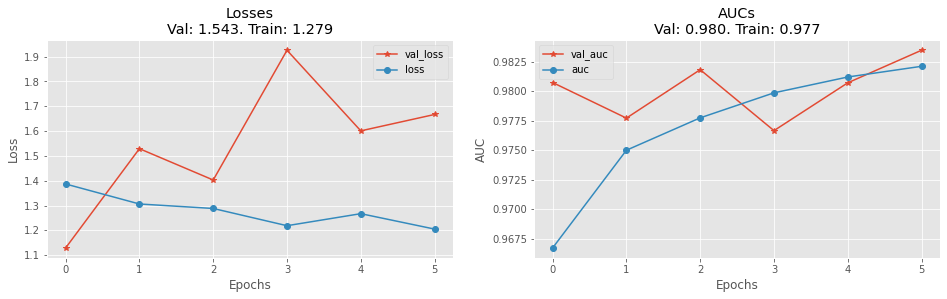 Losses
Val: 1.543. Train: 1.279
val_loss
loss
1.9
1.8
1.7
1.6
1.5
1.4
1.3
1.2
1.1
Loss
0 1 2 3 4 5
Epochs
AUCs
Val: 0.980. Train: 0.977
val_auc
auc
0.9825
0.9800
0.9775
0.9750
0.9725
0.9700
0.9675
AUC
0 1 2 3 4 5
Epochs